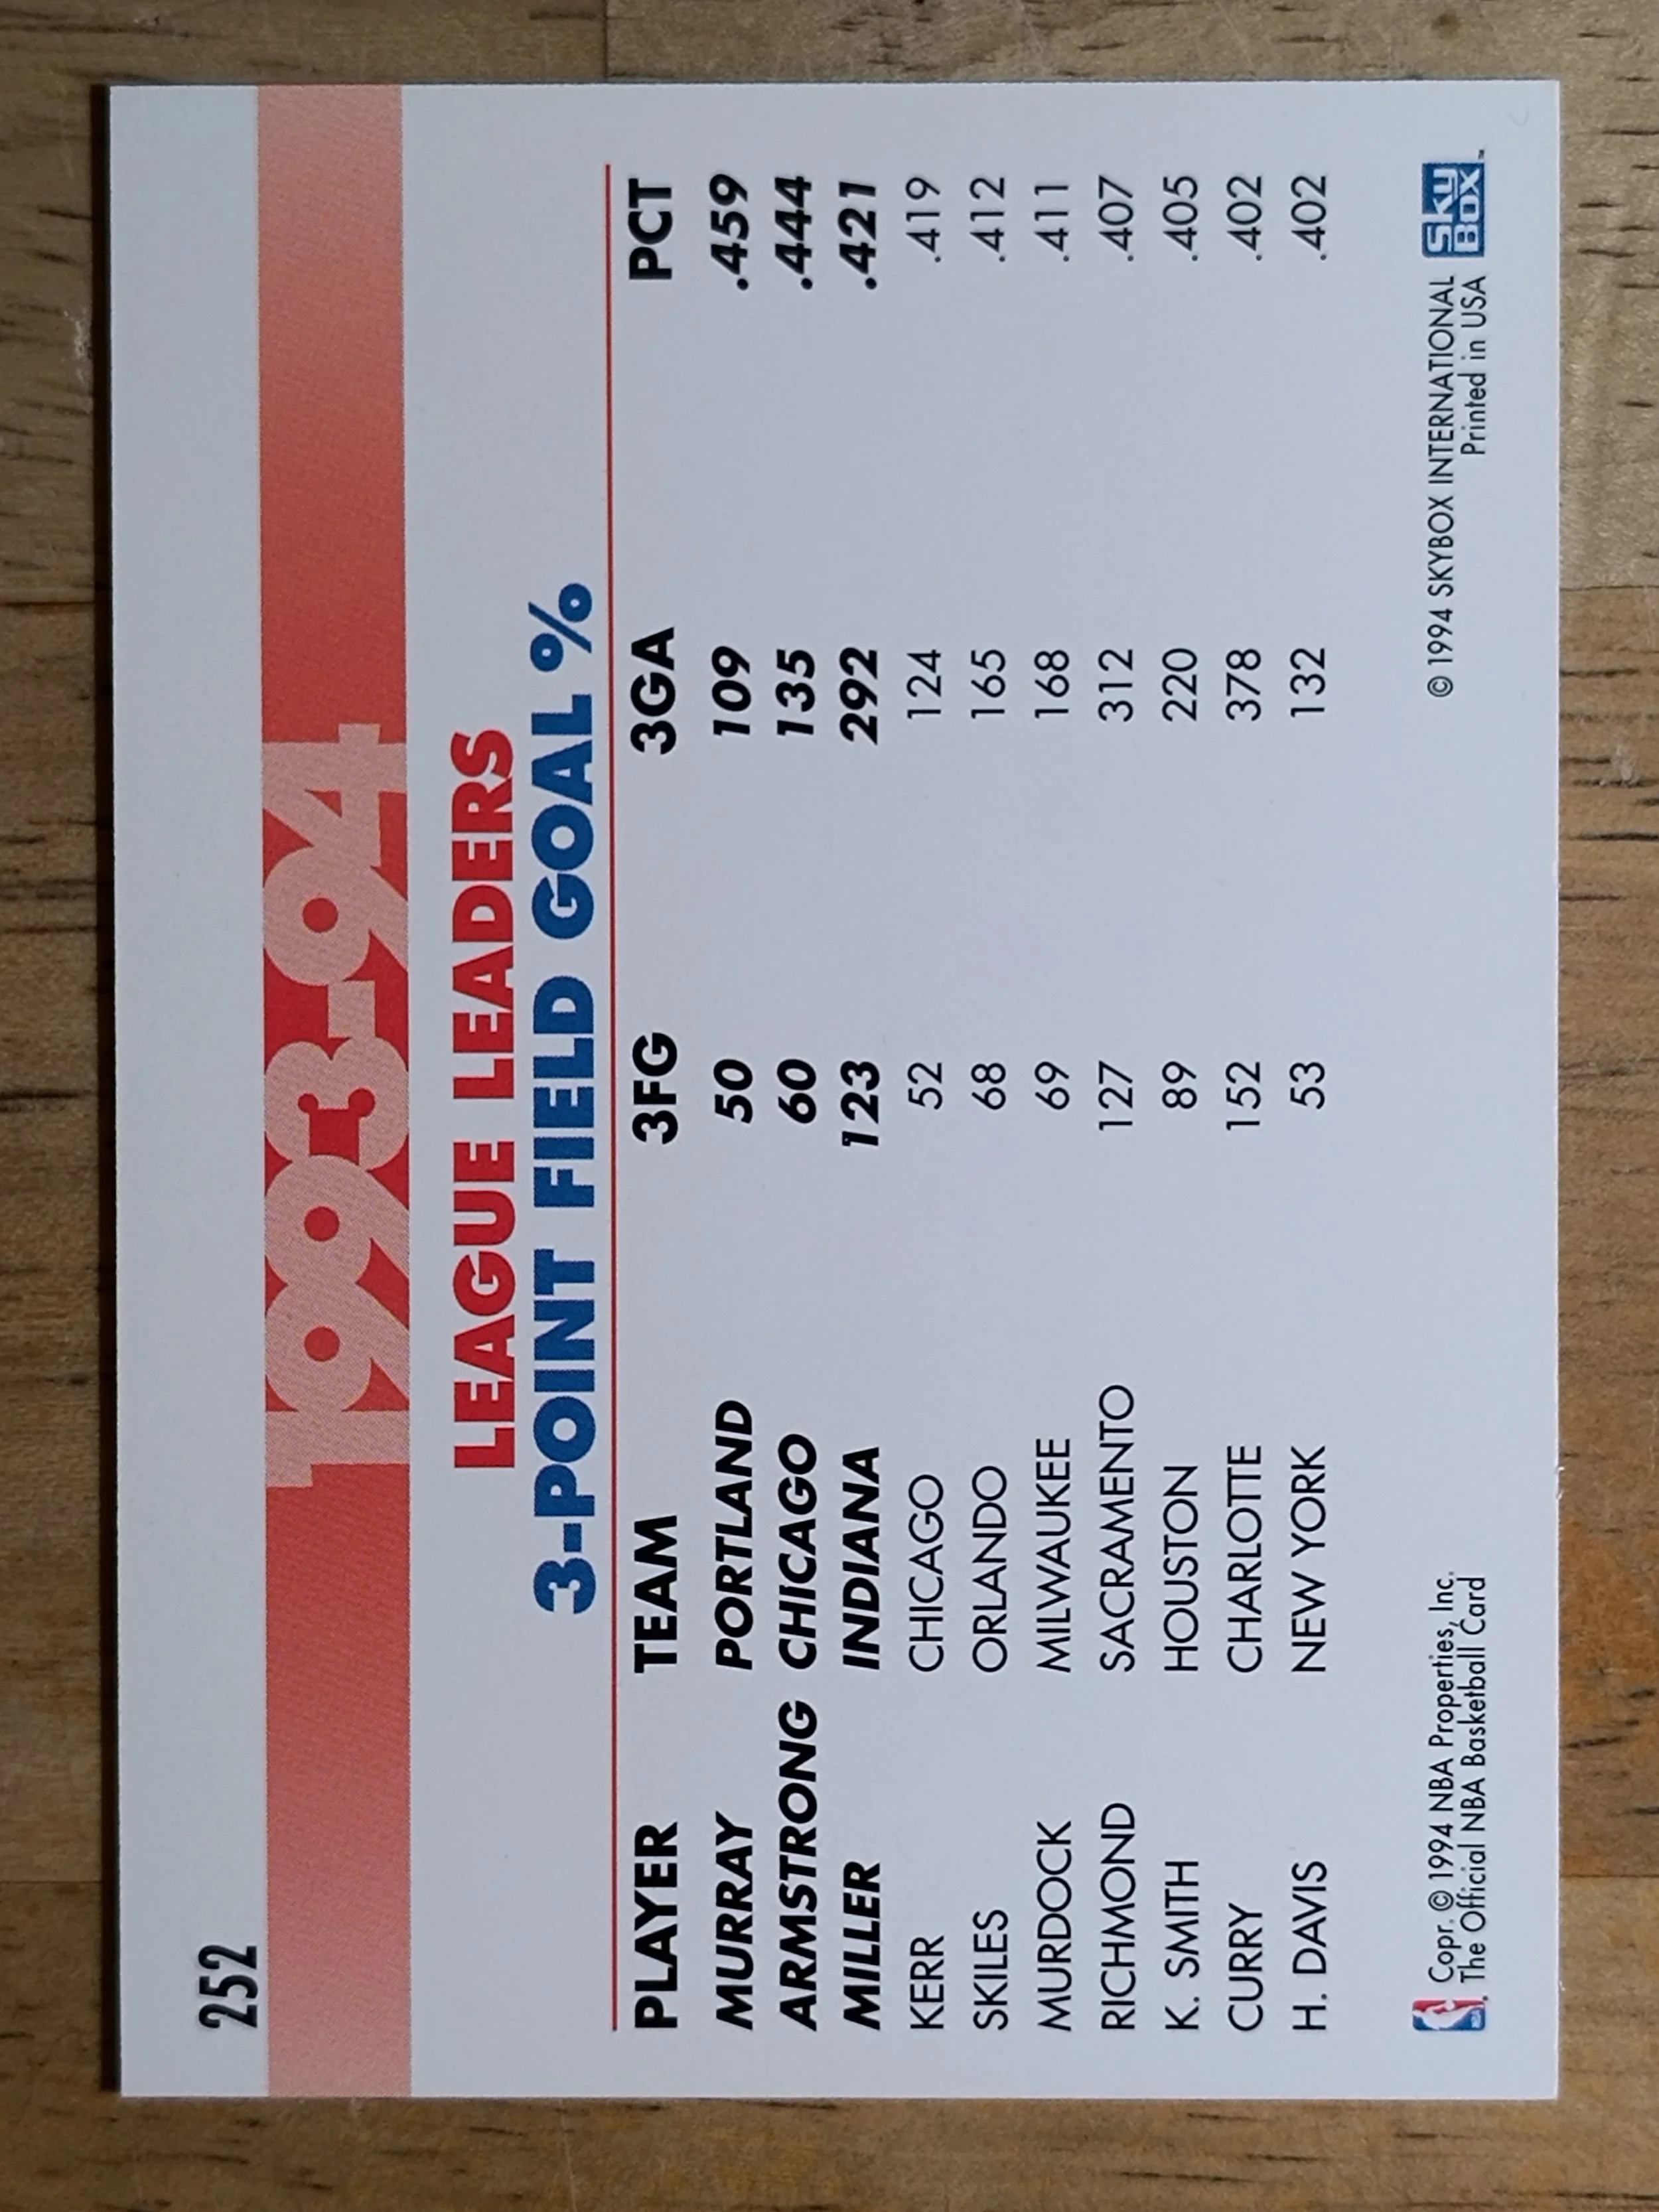 252
1993-94
LEAGUE LEADERS
3-POINT FIELD GOAL %
PLAYER TEAM 3FG 3GA PCT
MURRAY PORTLAND 50 109 .459
ARMSTRONG CHICAGO 60 135 .444
MILLER INDIANA 123 292 .421
KERR CHICAGO 52 124 .419
SKILES ORLANDO 68 165 .412
MURDOCK MILWAUKEE 69 168 .411
RICHMOND SACRAMENTO 127 312 .407
K. SMITH HOUSTON 89 220 .405
CURRY CHARLOTTE 152 378 .402
H. DAVIS NEW YORK 53 132 .402
Copr. © 1994 NBA Properties, Inc.
The Official NBA Basketball Card
© 1994 SKYBOX INTERNATIONAL
Printed in USA
SkyBOX™